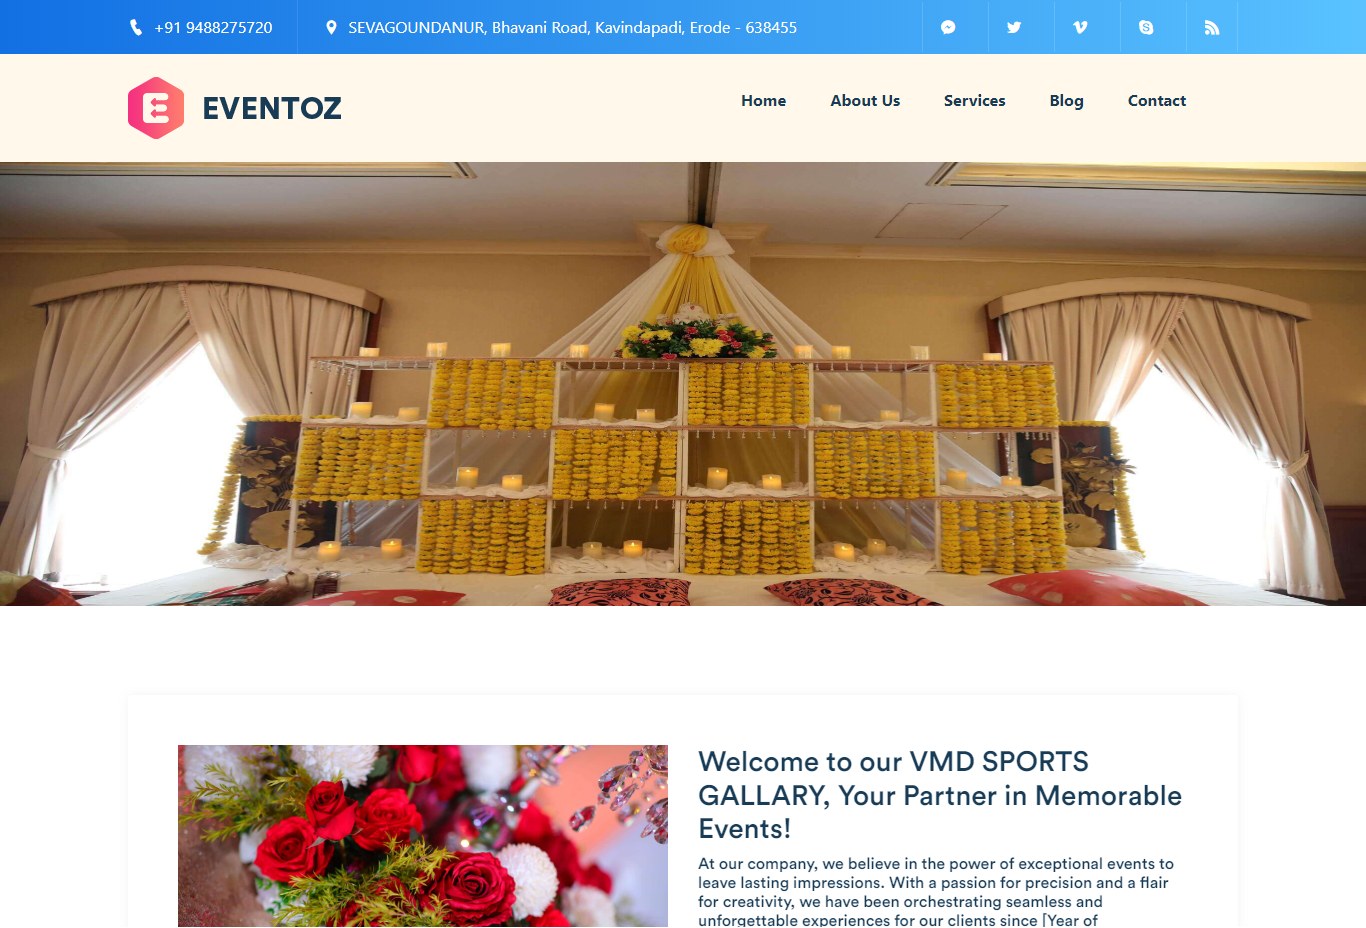 +91 9488275720
SEVAGOUNDANUR, Bhavani Road, Kavindapadi, Erode - 638455
EVENTOZ
Home
About Us
Services
Blog
Contact
Welcome to our VMD SPORTS
GALLARY, Your Partner in Memorable
Events!
At our company, we believe in the power of exceptional events to
leave lasting impressions. With a passion for precision and a flair
for creativity, we have been orchestrating seamless and
unforgettable experiences for our clients since [Year of